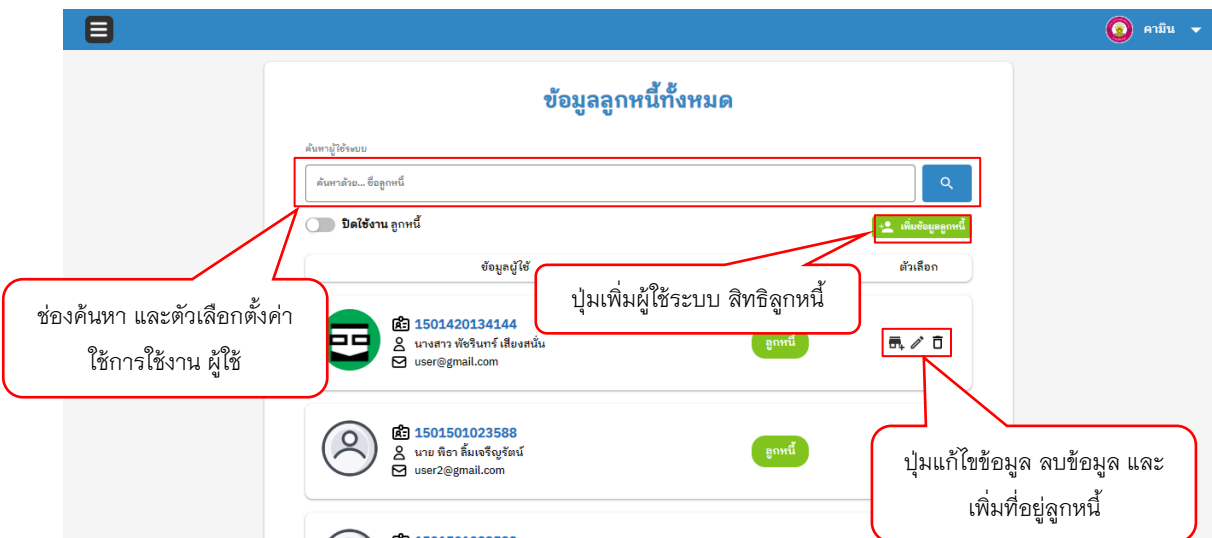 คามิน
ข้อมูลลูกหนี้ทั้งหมด
ค้นหาผู้ใช้ระบบ
ค้นหาด้วย... ชื่อลูกหนี้
ปิดใช้งาน ลูกหนี้
เพิ่มข้อมูลลูกหนี้
ข้อมูลผู้ใช้
ตัวเลือก
ช่องค้นหา และตัวเลือกตั้งค่า
ใช้การใช้งาน ผู้ใช้
ปุ่มเพิ่มผู้ใช้ระบบ สิทธิลูกหนี้
1501420134144
นางสาว พัชรินทร์ เสียงสนั่น
user@gmail.com
ลูกหนี้
1501501023588
นาย พิธา ลิ้มเจริญรัตน์
user2@gmail.com
ลูกหนี้
ปุ่มแก้ไขข้อมูล ลบข้อมูล และ
เพิ่มที่อยู่ลูกหนี้